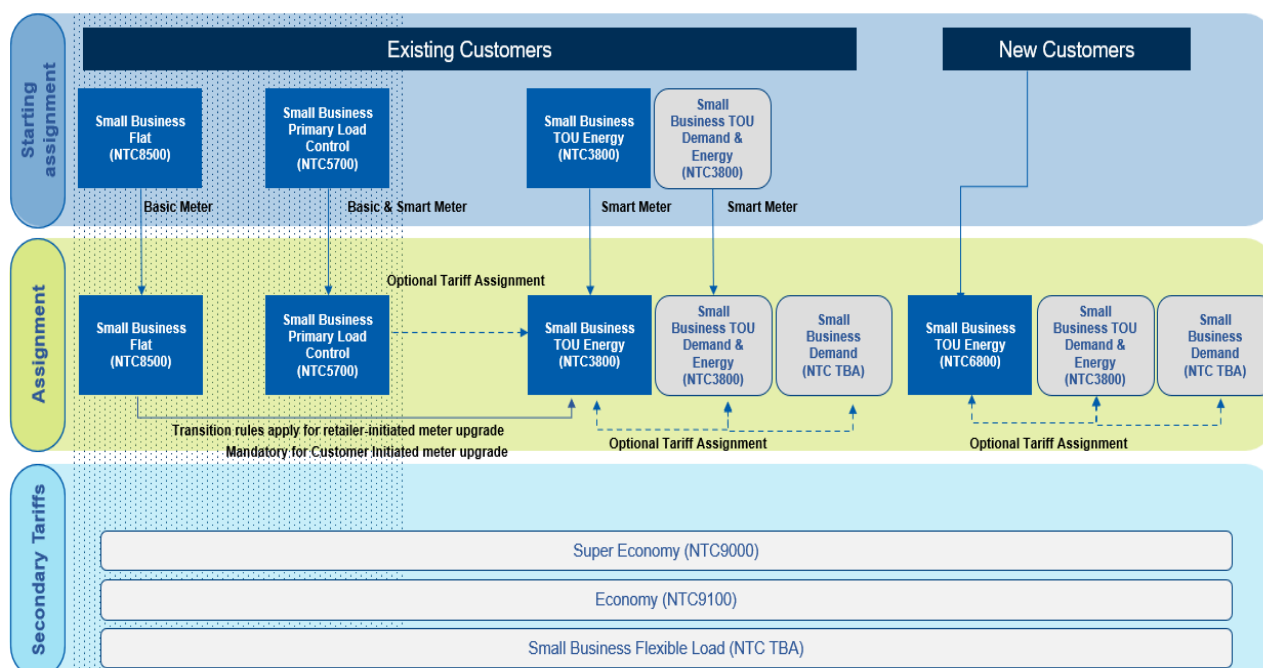 Existing Customers
New Customers
Starting
assignment
Small Business
Flat
(NTC8500)
Small Business
Primary Load
Control
(NTC5700)
Small Business
TOU Energy
(NTC3800)
Small
Business TOU
Demand &
Energy
(NTC3800)
Basic Meter
Basic & Smart Meter
Smart Meter
Smart Meter
Assignment
Optional Tariff Assignment
Small Business
Flat
(NTC8500)
Small Business
Primary Load
Control
(NTC5700)
Small Business
TOU Energy
(NTC3800)
Small
Business TOU
Demand &
Energy
(NTC3800)
Small
Business
Demand
(NTC TBA)
Small Business
TOU Energy
(NTC6800)
Small
Business TOU
Demand &
Energy
(NTC3800)
Small
Business
Demand
(NTC TBA)
Transition rules apply for retailer-initiated meter upgrade
Mandatory for Customer Initiated meter upgrade
Optional Tariff Assignment
Optional Tariff Assignment
Secondary Tariffs
Super Economy (NTC9000)
Economy (NTC9100)
Small Business Flexible Load (NTC TBA)